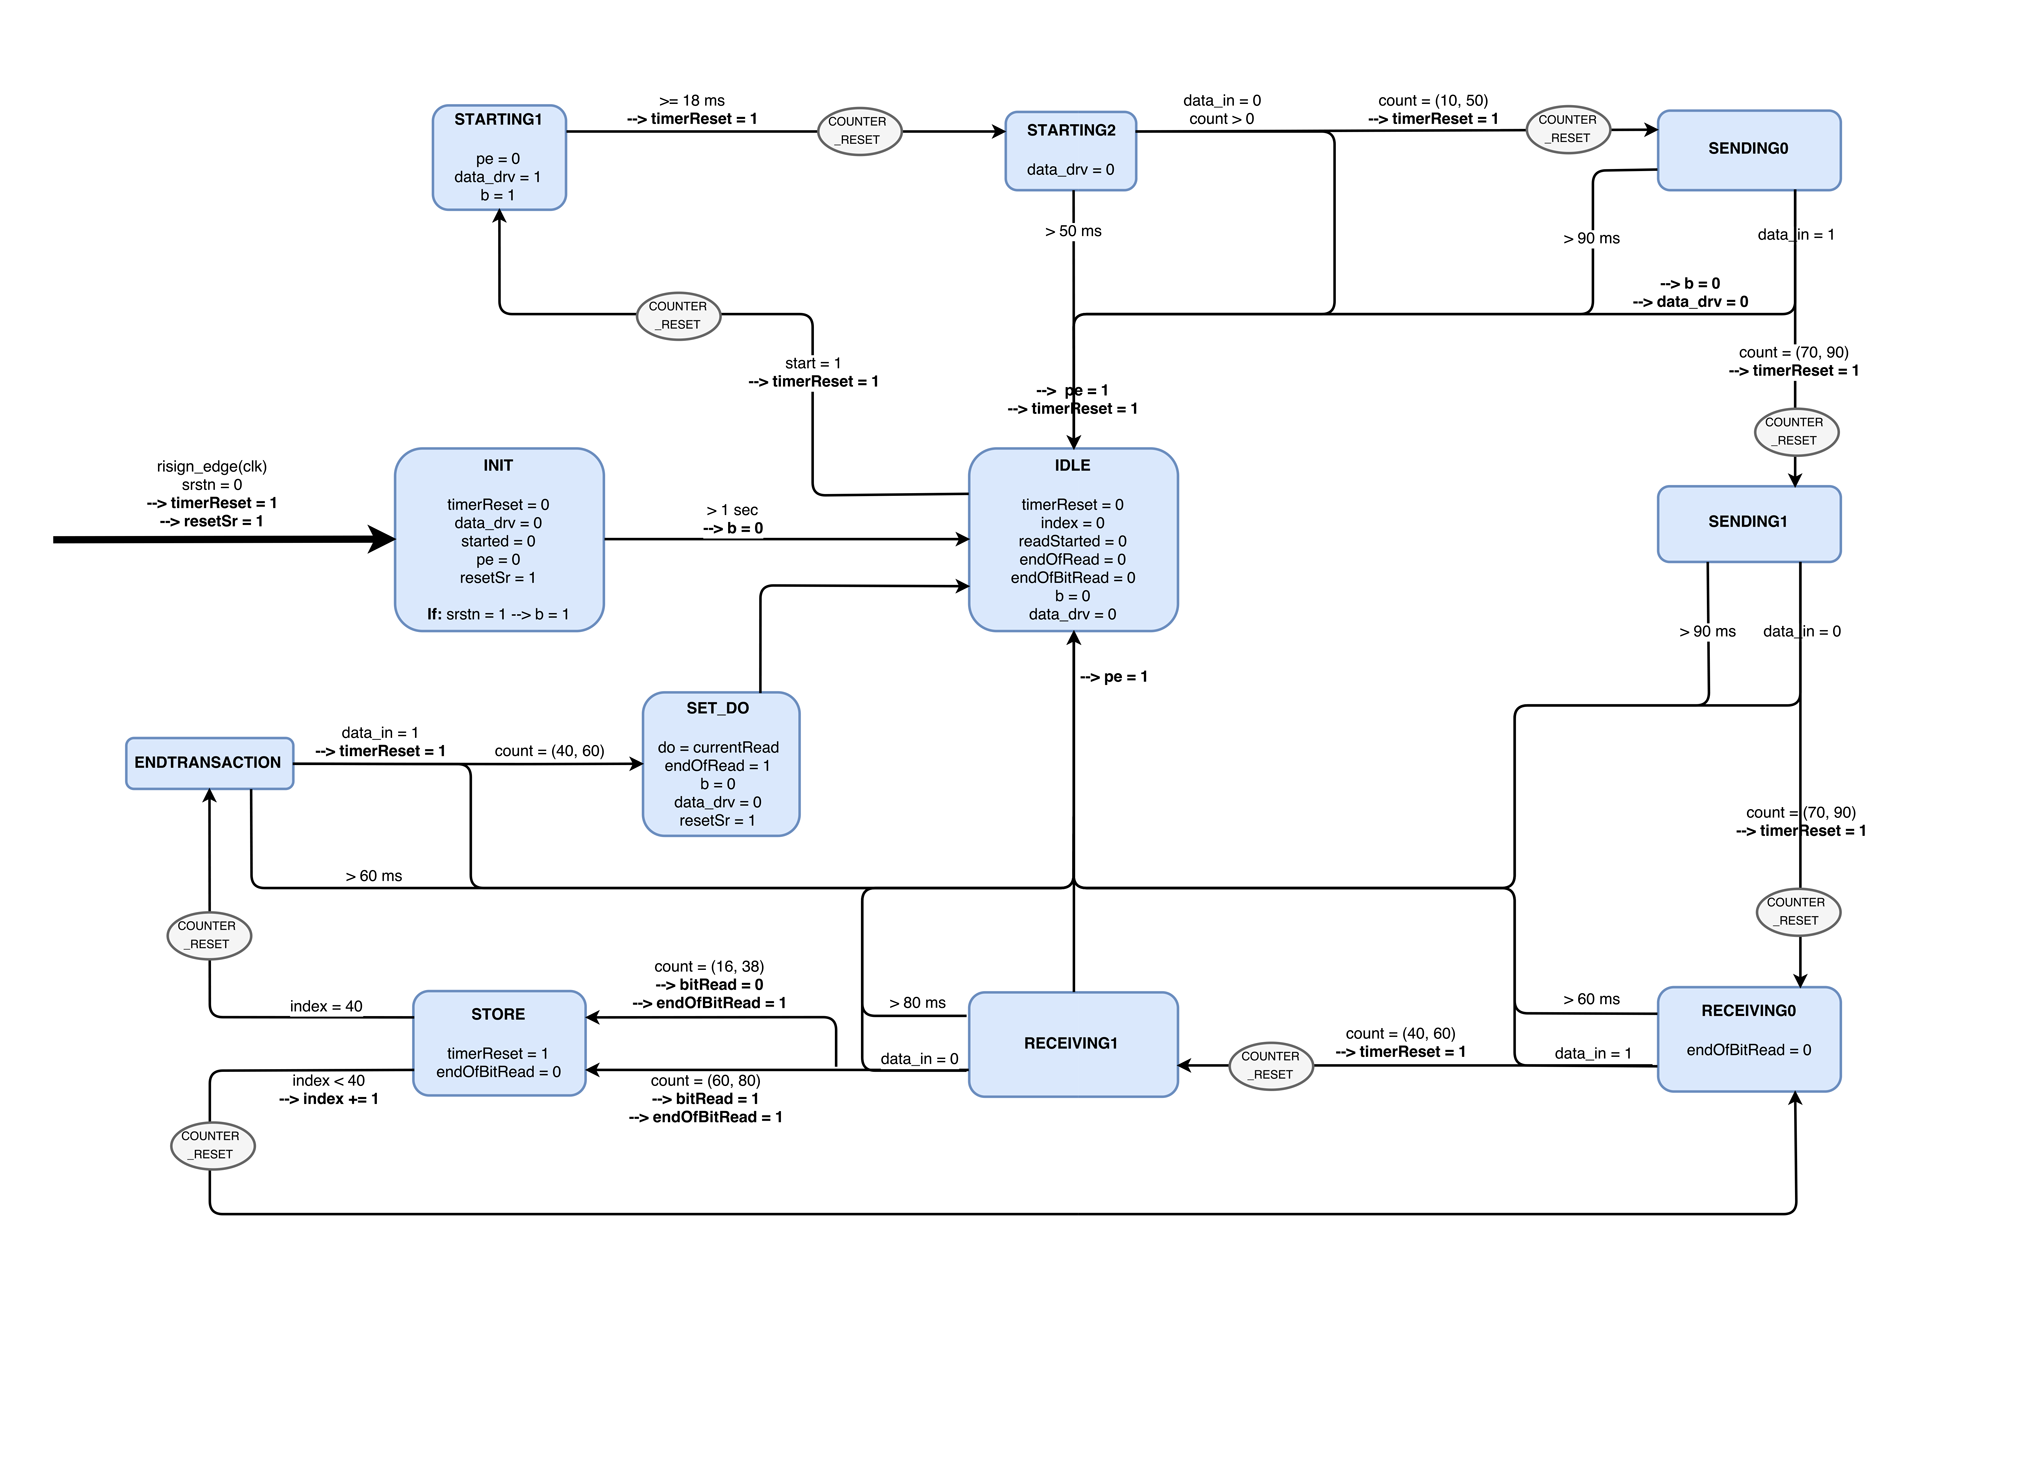 STARTING1
pe = 0
data_drv = 1
b = 1
>= 18 ms
--> timerReset = 1
COUNTER
_RESET
STARTING2
data_drv = 0
data_in = 0
count > 0
count = (10, 50)
--> timerReset = 1
COUNTER
_RESET
SENDING0
> 50 ms
> 90 ms
data_in = 1
--> b = 0
--> data_drv = 0
COUNTER
_RESET
start = 1
--> timerReset = 1
--> pe = 1
--> timerReset = 1
count = (70, 90)
--> timerReset = 1
COUNTER
_RESET
risign_edge(clk)
srstn = 0
--> timerReset = 1
--> resetSr = 1
INIT
timerReset = 0
data_drv = 0
started = 0
pe = 0
resetSr = 1
If: srstn = 1 --> b = 1
> 1 sec
--> b = 0
IDLE
timerReset = 0
index = 0
readStarted = 0
endOfRead = 0
endOfBitRead = 0
b = 0
data_drv = 0
SENDING1
> 90 ms
data_in = 0
--> pe = 1
ENDTRANSACTION
data_in = 1
--> timerReset = 1
count = (40, 60)
SET_DO
do = currentRead
endOfRead = 1
b = 0
data_drv = 0
resetSr = 1
count = (70, 90)
--> timerReset = 1
> 60 ms
COUNTER
_RESET
COUNTER
_RESET
index = 40
STORE
timerReset = 1
endOfBitRead = 0
count = (16, 38)
--> bitRead = 0
--> endOfBitRead = 1
> 80 ms
data_in = 0
RECEIVING1
count = (40, 60)
--> timerReset = 1
COUNTER
_RESET
> 60 ms
data_in = 1
RECEIVING0
endOfBitRead = 0
index < 40
--> index += 1
count = (60, 80)
--> bitRead = 1
--> endOfBitRead = 1
COUNTER
_RESET